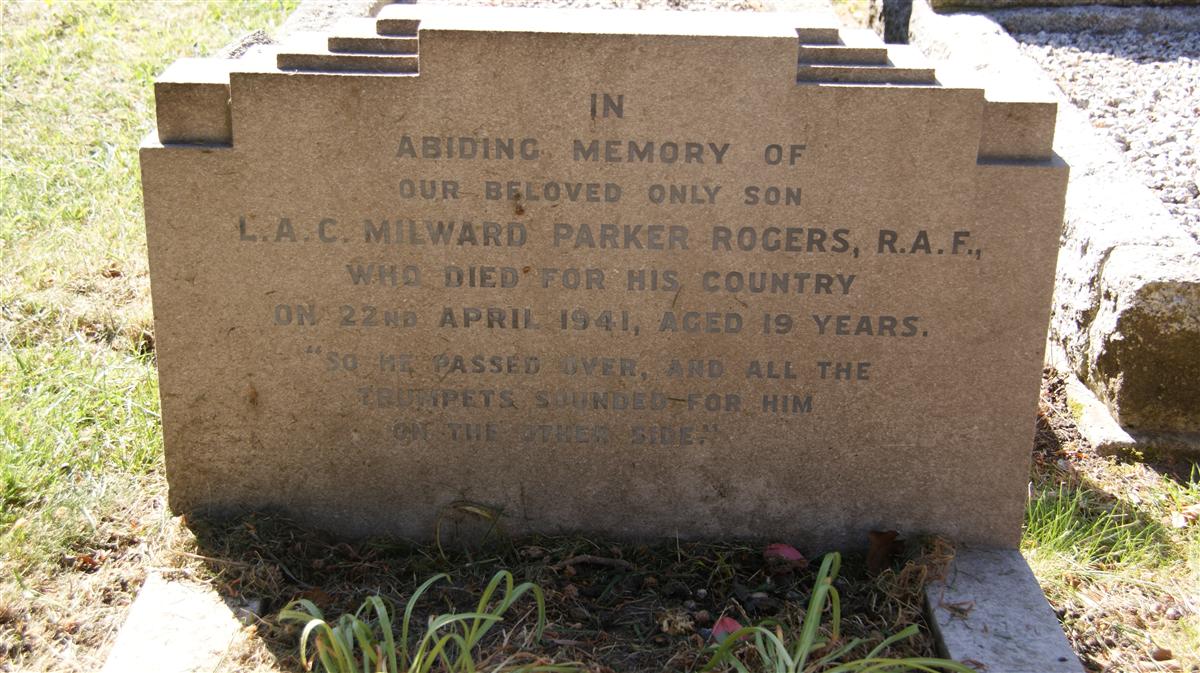 IN
ABIDING MEMORY OF
OUR BELOVED ONLY SON
L.A.C. MILWARD PARKER ROGERS, R.A.F.,
WHO DIED FOR HIS COUNTRY
ON 22ND APRIL 1941, AGED 19 YEARS.
"SO HE PASSED OVER, AND ALL THE
TRUMPETS SOUNDED FOR HIM
ON THE OTHER SIDE."